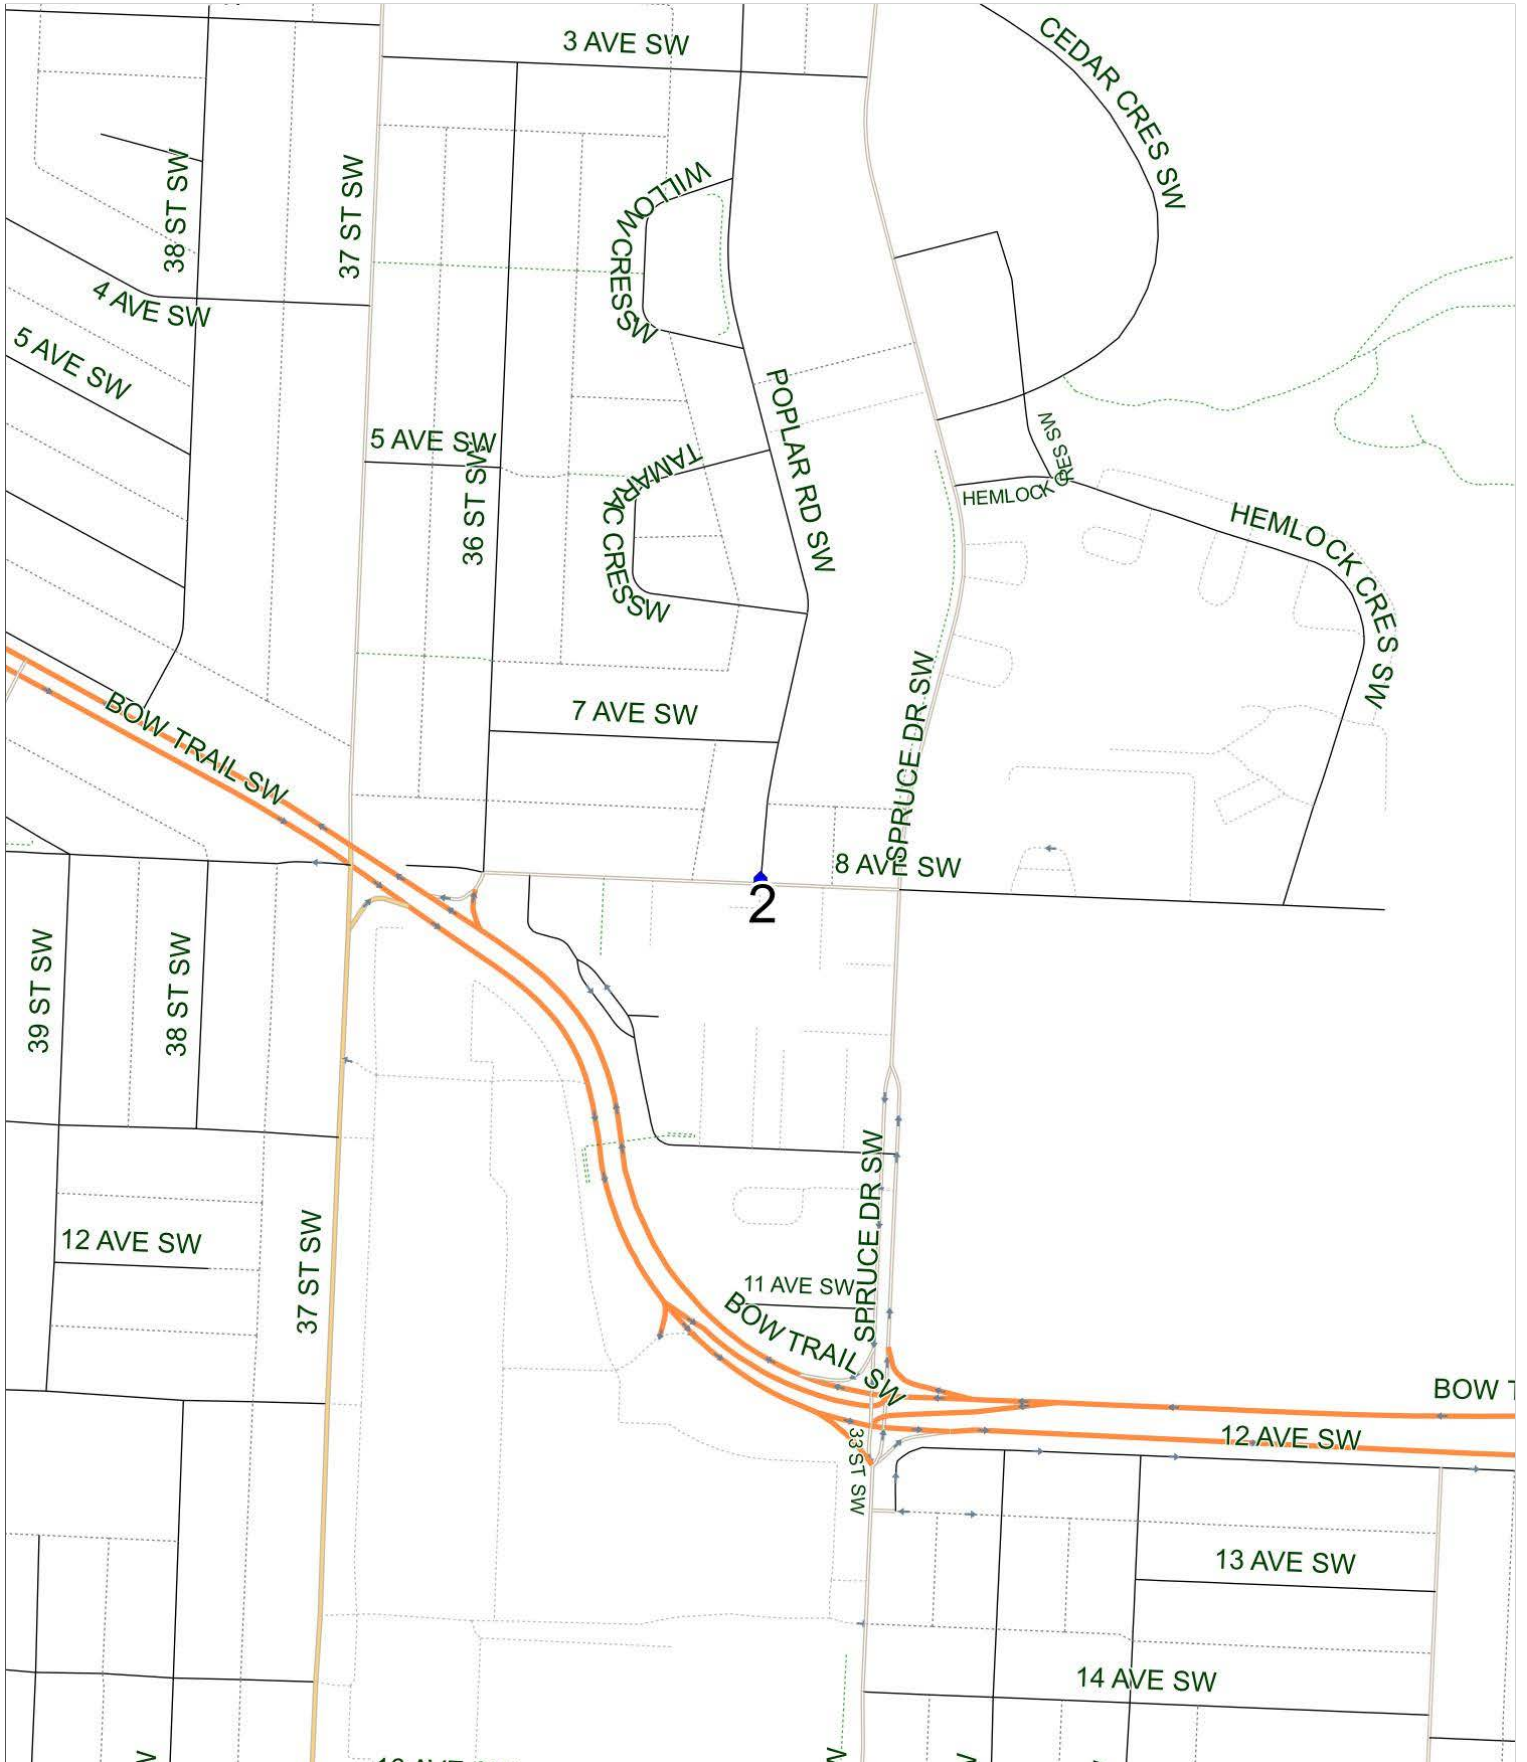 3 AVE SW
CEDAR CRES SW
38 ST SW
37 ST SW
WILLOW CRES SW
4 AVE SW
5 AVE SW
5 AVE SW
36 ST SW
TAMARAC CRES SW
POPLAR RD SW
HEMLOCK CRES SW
HEMLOCK CRES SW
7 AVE SW
SPRUCE DR SW
BOW TRAIL SW
8 AVE SW
2
39 ST SW
38 ST SW
12 AVE SW
37 ST SW
SPRUCE DR SW
11 AVE SW
BOW TRAIL SW
BOW T
12 AVE SW
33 ST SW
13 AVE SW
14 AVE SW
W
W
W